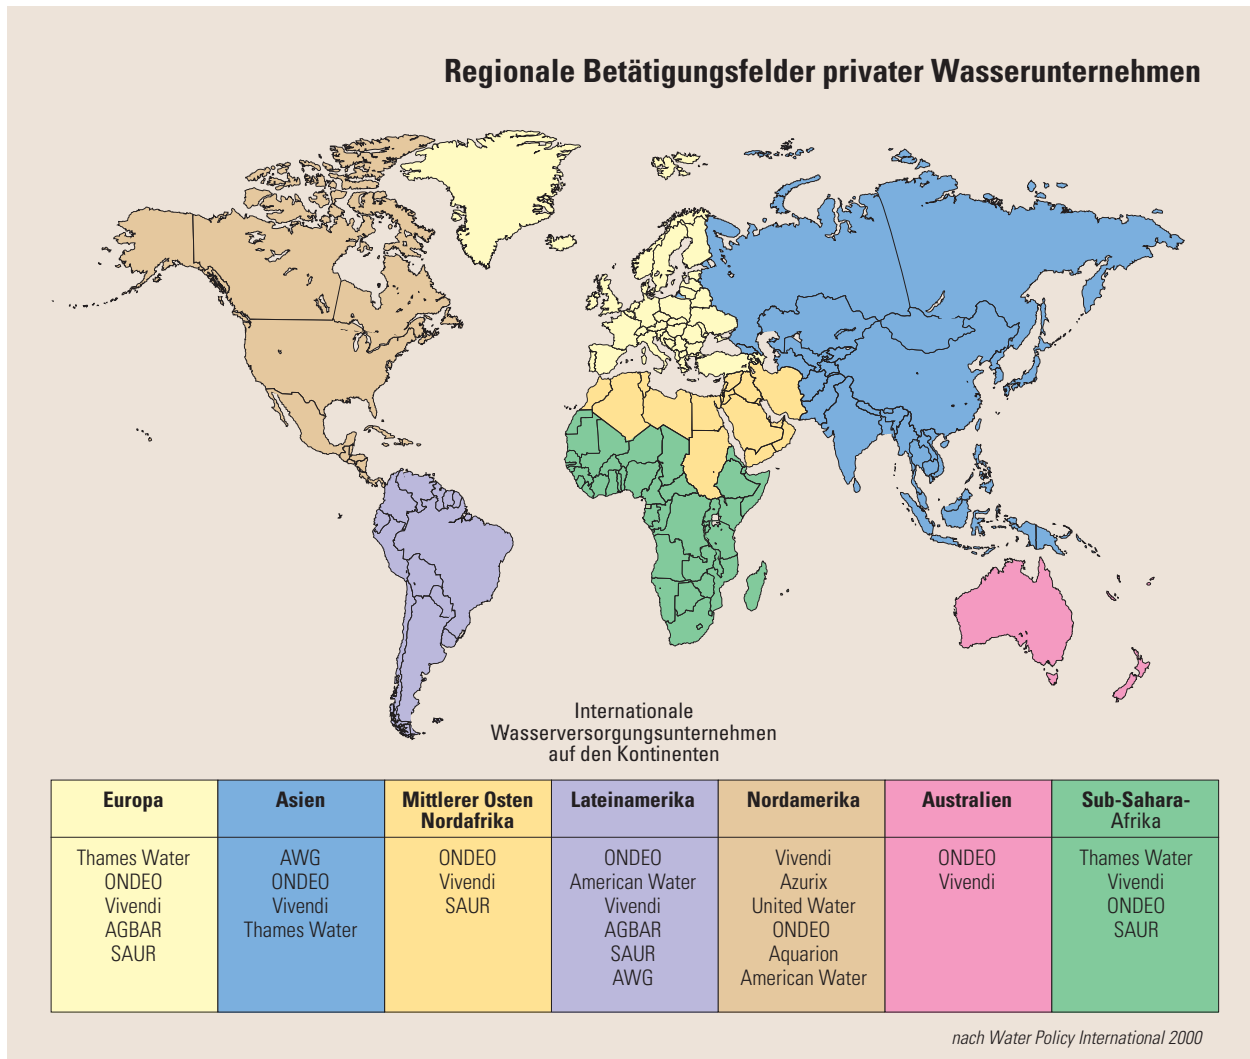 Regionale Betätigungsfelder privater Wasserunternehmen
Internationale
Wasserversorgungsunternehmen
auf den Kontinenten
Europa
Thames Water
ONDEO
Vivendi
AGBAR
SAUR
Asien
AWG
ONDEO
Vivendi
Thames Water
Mittlerer Osten
Nordafrika
ONDEO
Vivendi
SAUR
Lateinamerika
ONDEO
American Water
Vivendi
AGBAR
SAUR
AWG
Nordamerika
Vivendi
Azurix
United Water
ONDEO
Aquarion
American Water
Australien
ONDEO
Vivendi
Sub-Sahara-
Afrika
Thames Water
Vivendi
ONDEO
SAUR
nach Water Policy International 2000